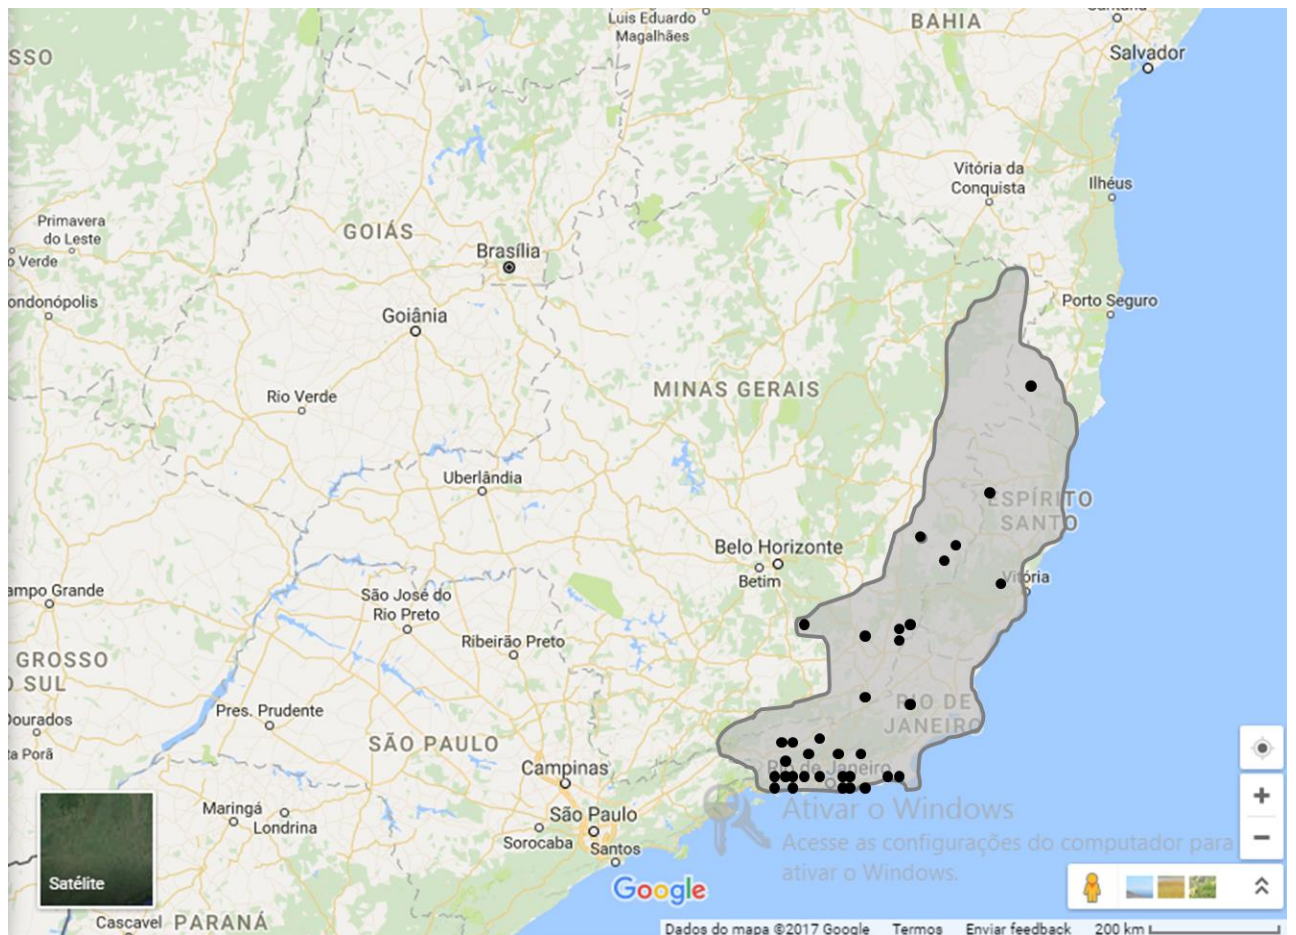 Luis Eduardo
Magalhães
BAHIA
Salvador
SSO
Vitória da
Conquista
Ilhéus
Primavera
do Leste
o Verde
GOIÁS
Brasília
ondonópolis
Goiânia
Porto Seguro
MINAS GERAIS
Rio Verde
Uberlândia
ESPÍRITO
SANTO
Belo Horizonte
Betim
Vitória
ampo Grande
São José do
Rio Preto
Ribeirão Preto
GROSSO
O SUL
Dourados
ta Porã
Pres. Prudente
RIO DE
JANEIRO
SÃO PAULO
Campinas
Rio de Janeiro
Maringá
Londrina
São Paulo
Sorocaba
Santos
Ativar o Windows
Acesse as configurações do computador para
ativar o Windows.
Satélite
Google
Cascavel
PARANÁ
Dados do mapa ©2017 Google Termos Enviar feedback 200 km